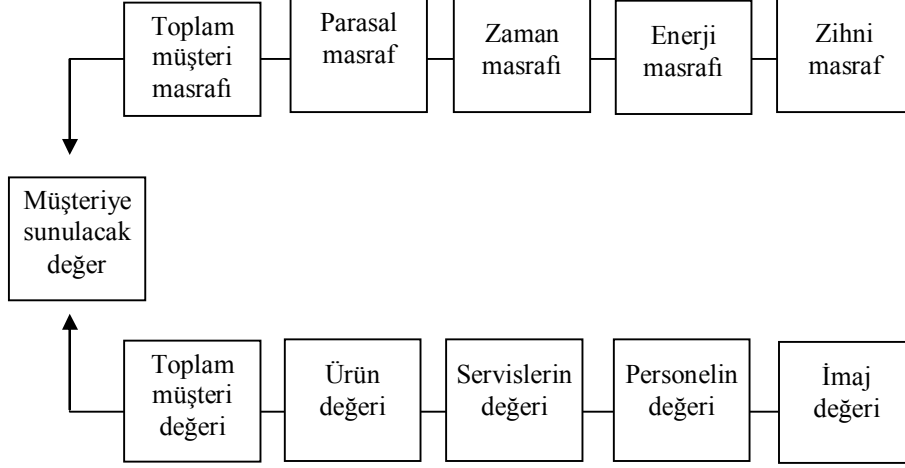 Toplam
müşteri
masrafı
Parasal
masraf
Zaman
masrafı
Enerji
masrafı
Zihni
masraf
Müşteriye
sunulacak
değer
Toplam
müşteri
değeri
Ürün
değeri
Servislerin
değeri
Personelin
değeri
İmaj
değeri